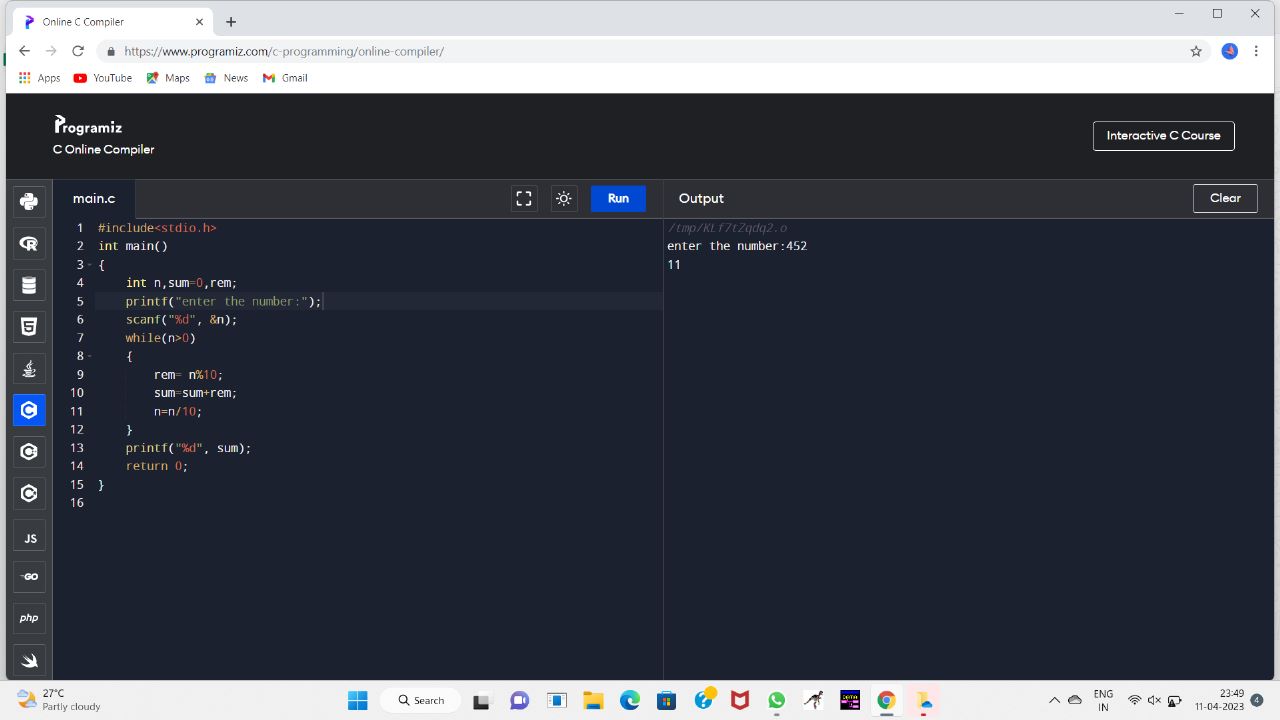 Online C Compiler
https://www.programiz.com/c-programming/online-compiler/
Apps YouTube Maps News Gmail
Programiz
C Online Compiler
Interactive C Course
main.c Run Output Clear
1 #include<stdio.h>
2 int main()
3 {
4 int n,sum=0,rem;
5 printf("enter the number:");
6 scanf("%d", &n);
7 while(n>0)
8 {
9 rem= n%10;
10 sum=sum+rem;
11 n=n/10;
12 }
13 printf("%d", sum);
14 return 0;
15 }
16
/tmp/KLf7tZqdq2.o
enter the number:452
11
JS
GO
php
27°C
Partly cloudy
Search
ENG
IN
23:49
11-04-2023
4